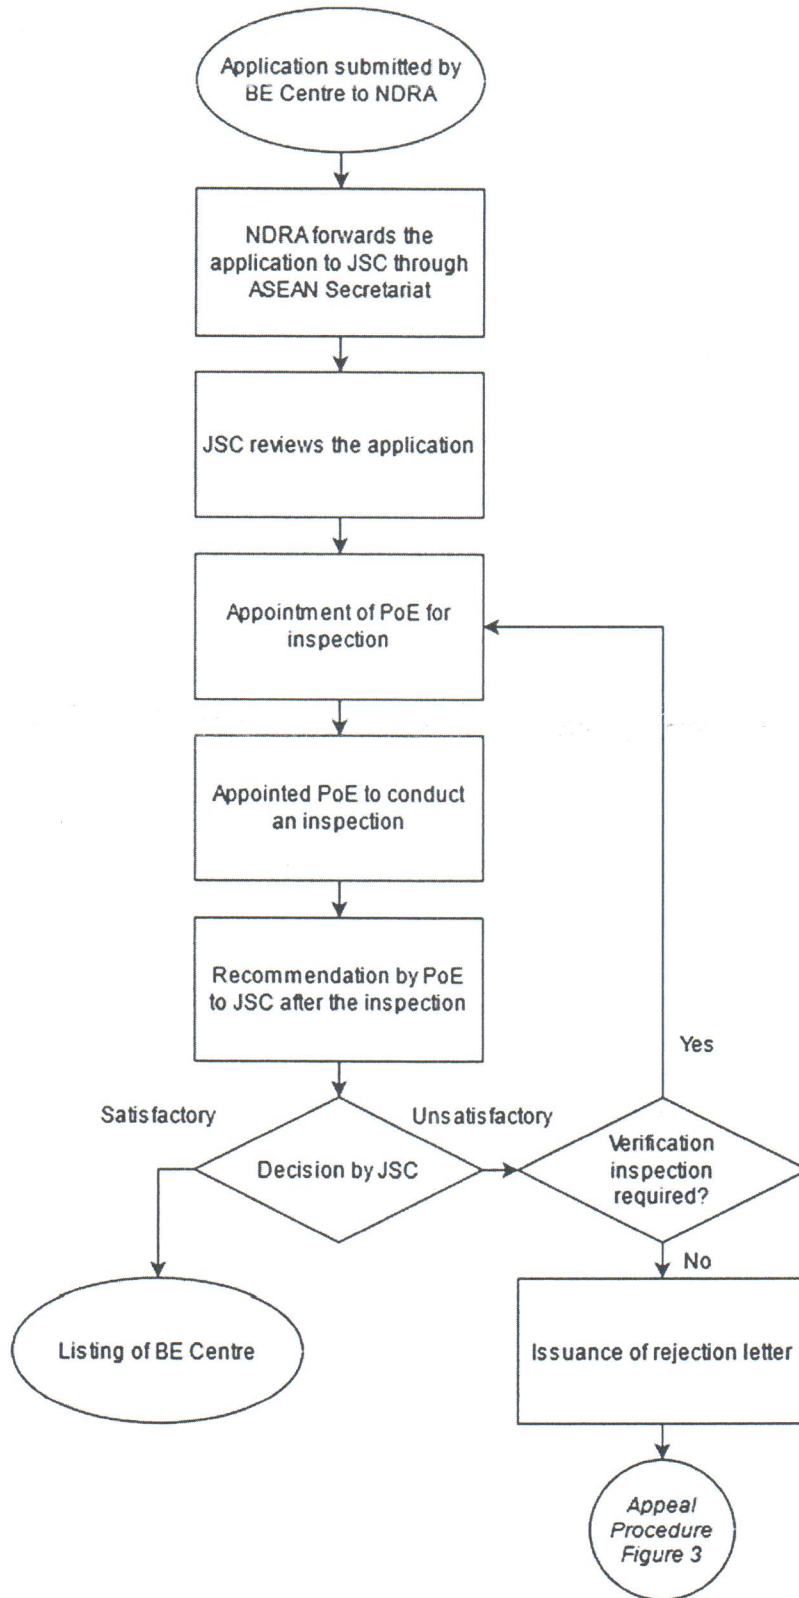 Application submitted by
BE Centre to NDRA
NDRA forwards the
application to JSC through
ASEAN Secretariat
JSC reviews the application
Appointment of PoE for
inspection
Appointed PoE to conduct
an inspection
Recommendation by PoE
to JSC after the inspection
Yes
Satisfactory
Unsatisfactory
Decision by JSC
Verification
inspection
required?
No
Listing of BE Centre
Issuance of rejection letter
Appeal
Procedure
Figure 3